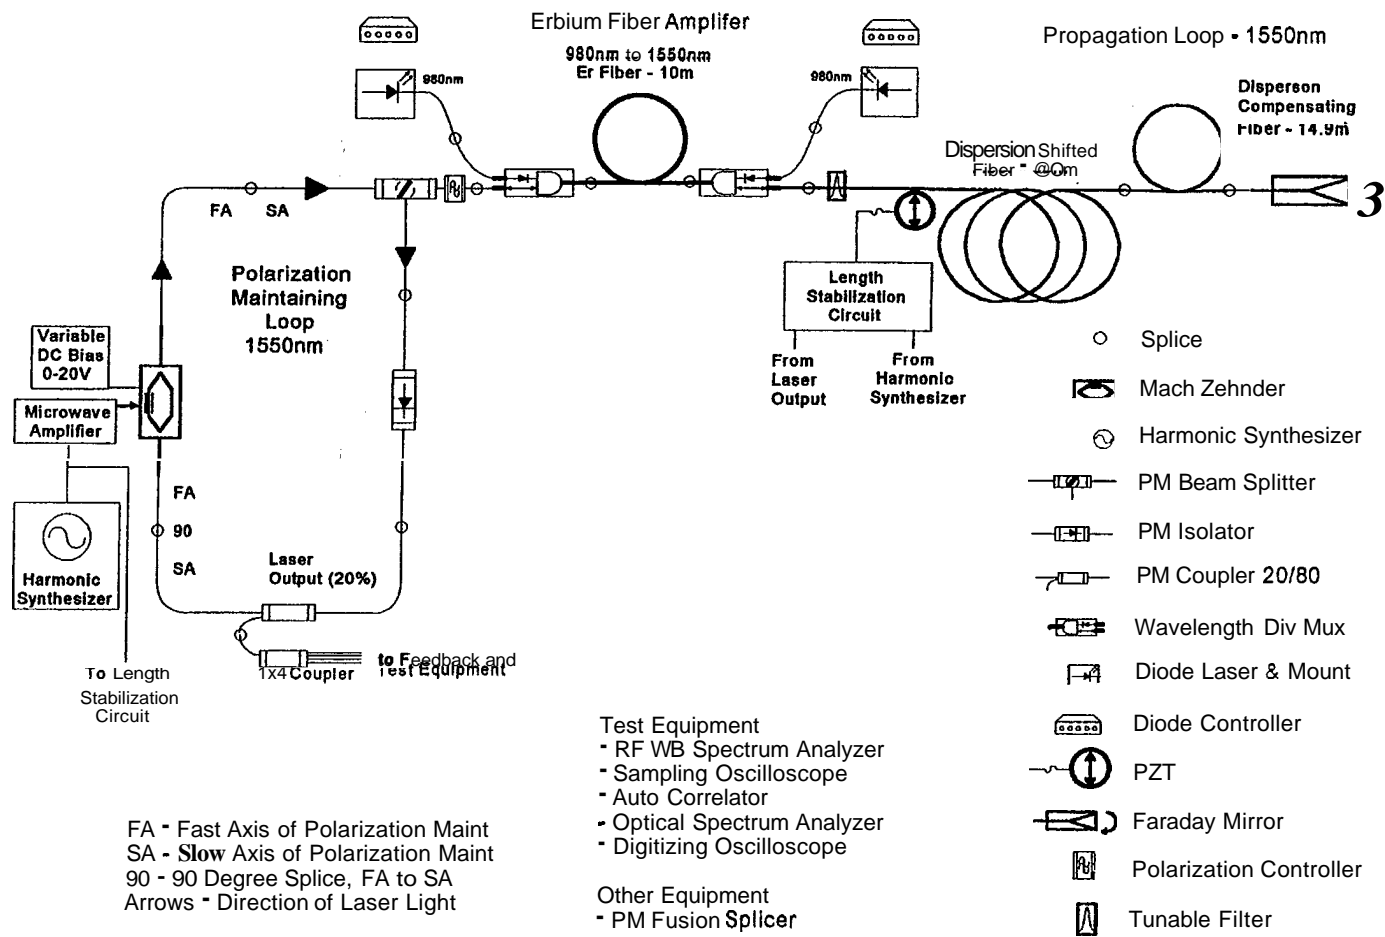 Erbium Fiber Amplifer
980nm to 1550nm
Er Fiber - 10m
980nm
980nm
Propagation Loop - 1550nm
Disperson
Compensating
Fiber - 14.9m
Dispersion Shifted
Fiber -
3
FA
SA
Polarization
Maintaining
Loop
1550nm
Length
Stabilization
Circuit
From
Laser
Output
From
Harmonic
Synthesizer
Variable
DC Bias
0-20V
Microwave
Amplifier
FA
90
SA
Harmonic
Synthesizer
Laser
Output (20%)
1x4 Coupler
to Feedback and
Test Equipment
To Length
Stabilization
Circuit
Splice
Mach Zehnder
Harmonic Synthesizer
PM Beam Splitter
PM Isolator
PM Coupler 20/80
Wavelength Div Mux
Diode Laser & Mount
Diode Controller
PZT
Faraday Mirror
Polarization Controller
Tunable Filter
Test Equipment
- RF WB Spectrum Analyzer
- Sampling Oscilloscope
- Auto Correlator
- Optical Spectrum Analyzer
- Digitizing Oscilloscope
Other Equipment
- PM Fusion Splicer
FA - Fast Axis of Polarization Maint
SA - Slow Axis of Polarization Maint
90 - 90 Degree Splice, FA to SA
Arrows - Direction of Laser Light